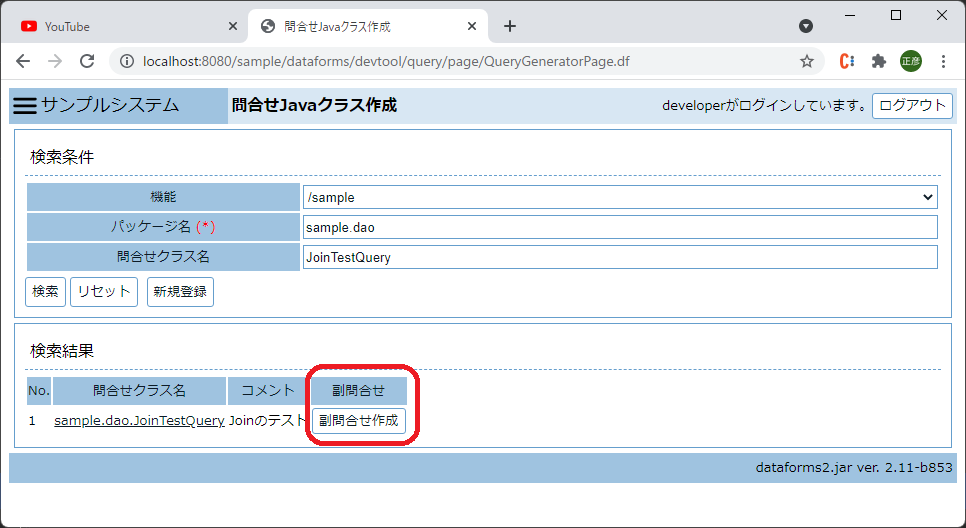 YouTube
問合せJavaクラス作成
localhost:8080/sample/dataforms/devtool/query/page/QueryGeneratorPage.df
正彦
サンプルシステム 問合せJavaクラス作成 developerがログインしています。 ログアウト
検索条件
機能 /sample
パッケージ名 (*) sample.dao
問合せクラス名 JoinTestQuery
検索 リセット 新規登録
検索結果
No. 問合せクラス名 コメント 副問合せ
1 sample.dao.JoinTestQuery Joinのテスト 副問合せ作成
dataforms2.jar ver. 2.11-b853